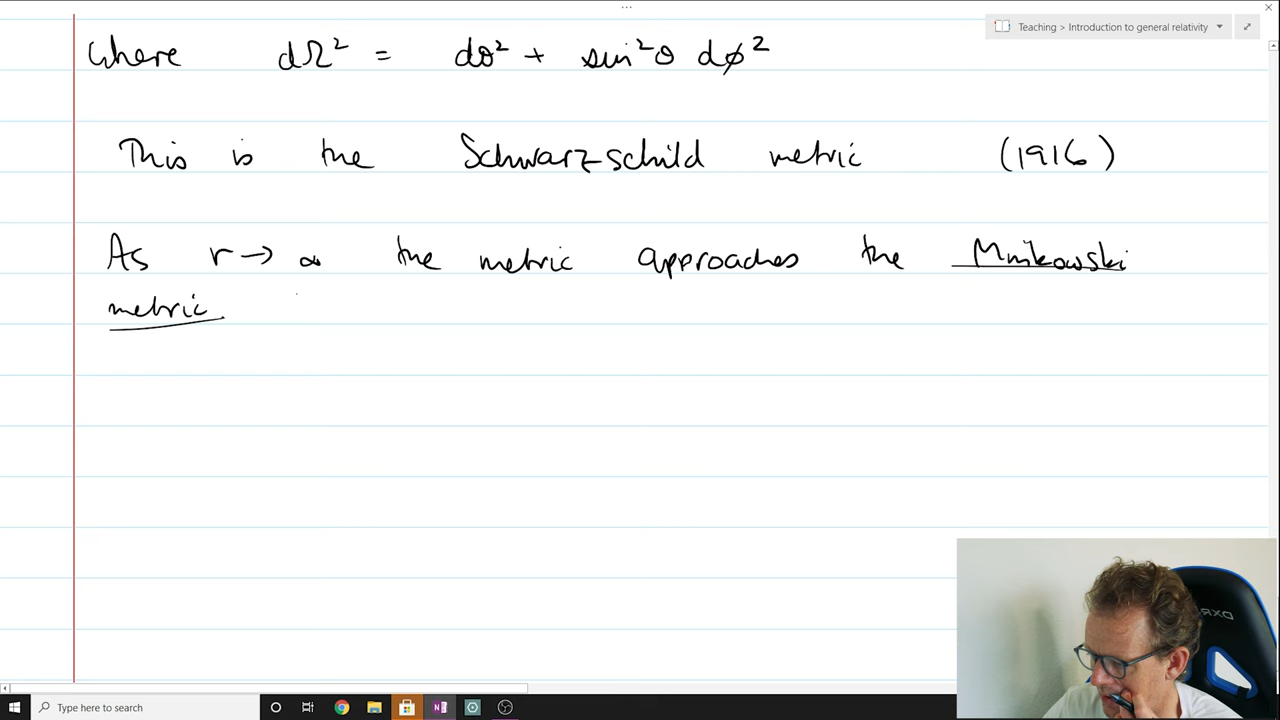 Teaching > Introduction to general relativity
where dΩ² = dθ² + sin²θ dϕ²
This is the Schwarzschild metric (1916)
As r → ∞ the metric approaches the Minkowski
metric
DXR
Type here to search